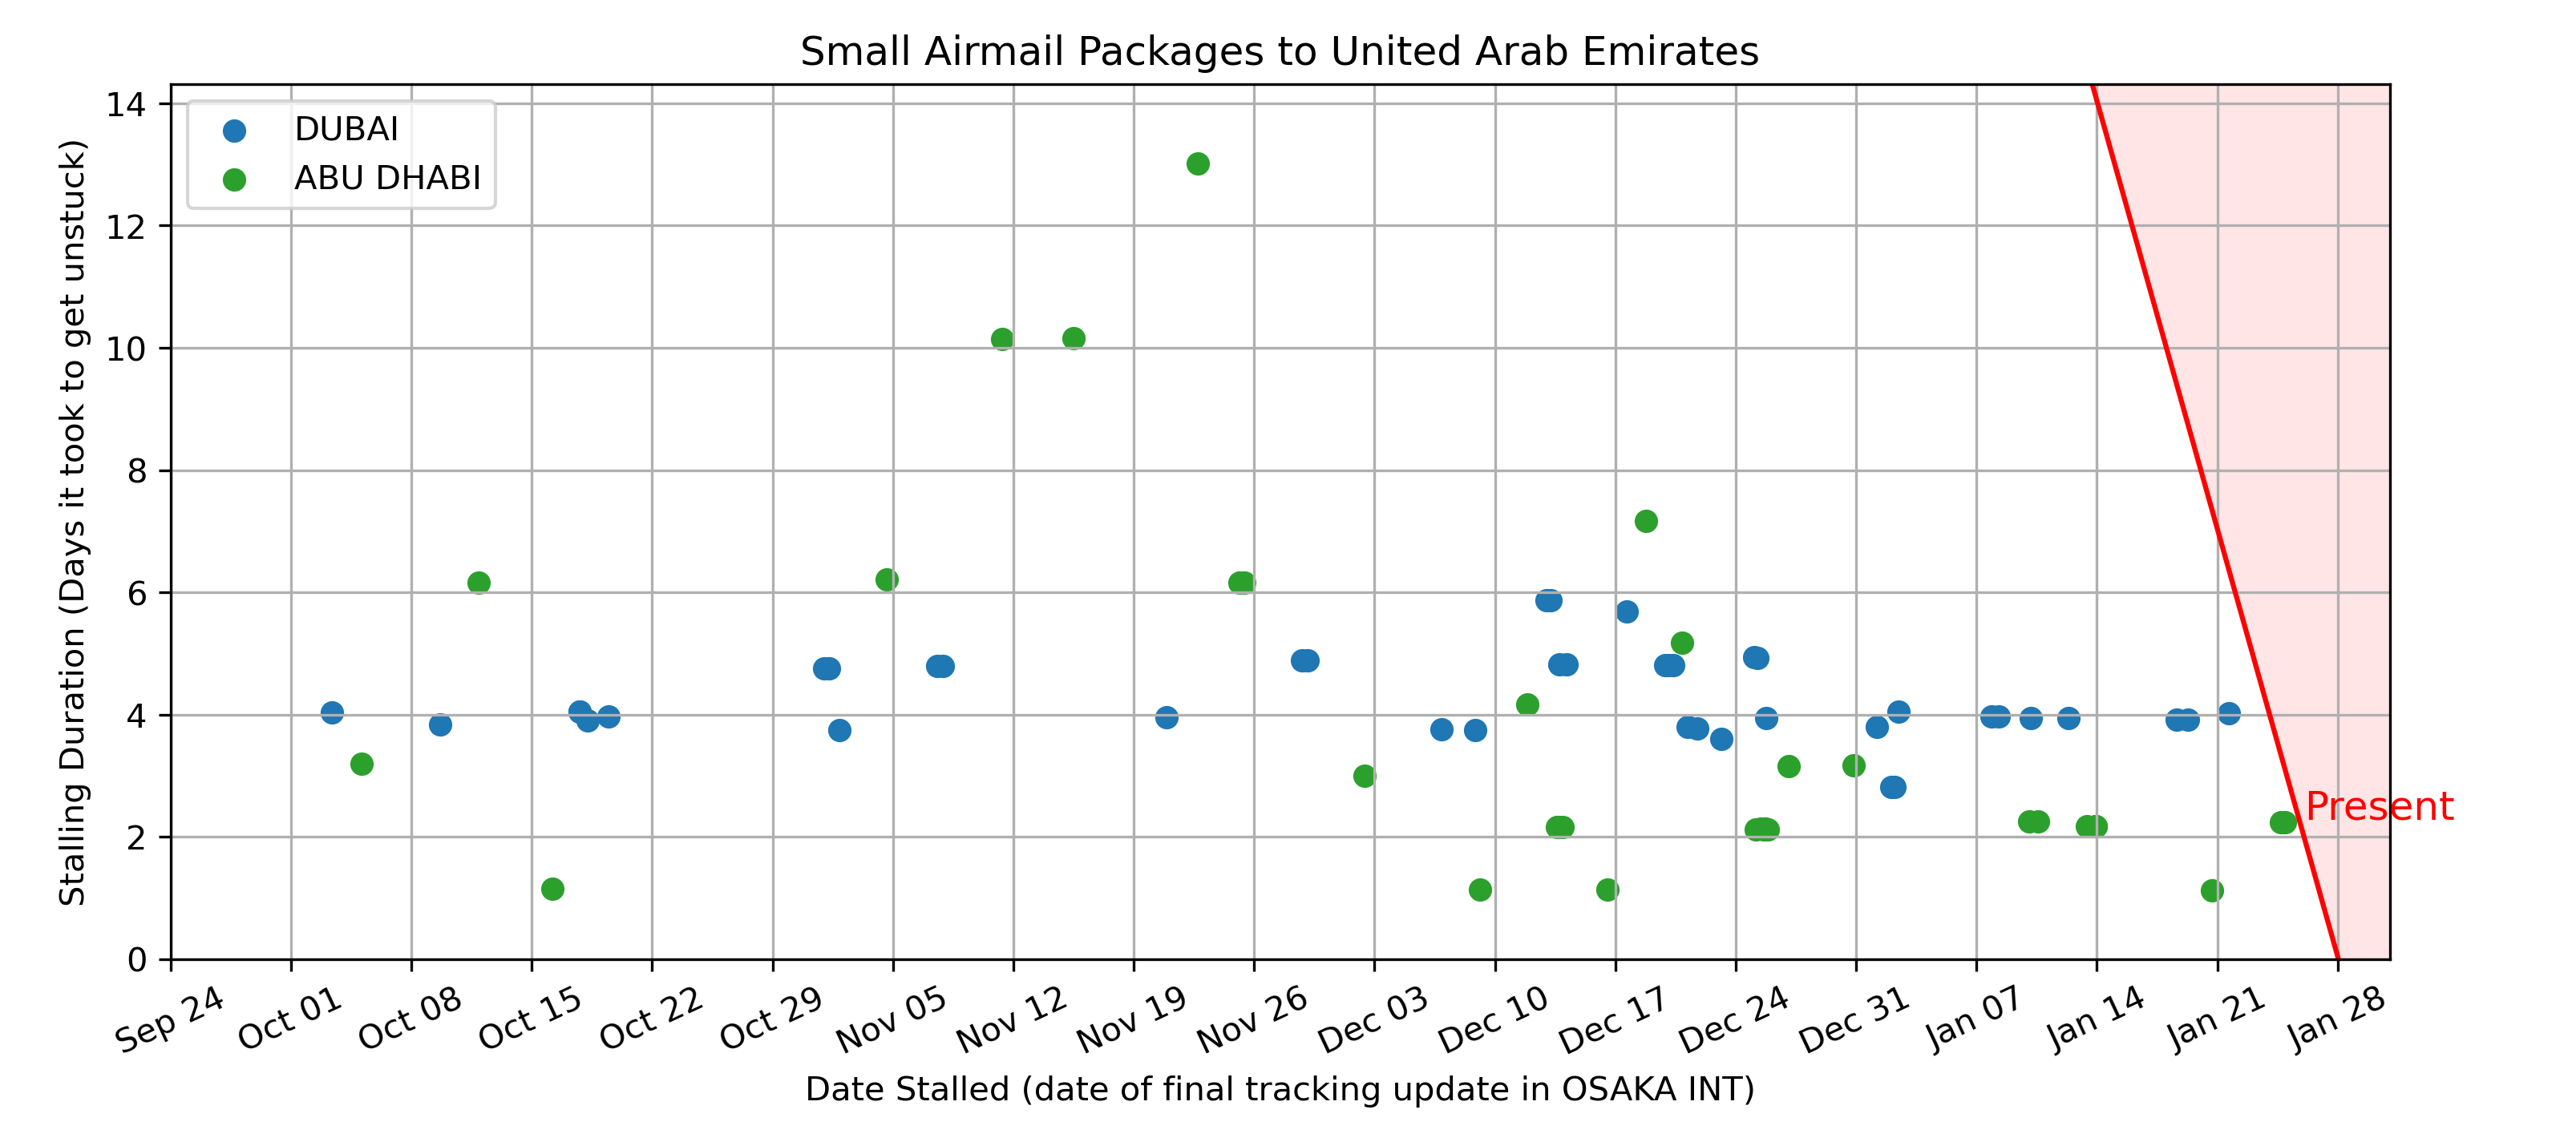 Small Airmail Packages to United Arab Emirates
DUBAI
ABU DHABI
Stalling Duration (Days it took to get unstuck)
14
12
10
8
6
4
2
0
Present
Sep 24
Oct 01
Oct 08
Oct 15
Oct 22
Oct 29
Nov 05
Nov 12
Nov 19
Nov 26
Dec 03
Dec 10
Dec 17
Dec 24
Dec 31
Jan 07
Jan 14
Jan 21
Jan 28
Date Stalled (date of final tracking update in OSAKA INT)